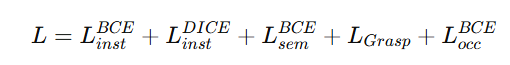 L = L_{inst}^{BCE} + L_{inst}^{DICE} + L_{sem}^{BCE} + L_{Grasp} + L_{occ}^{BCE}